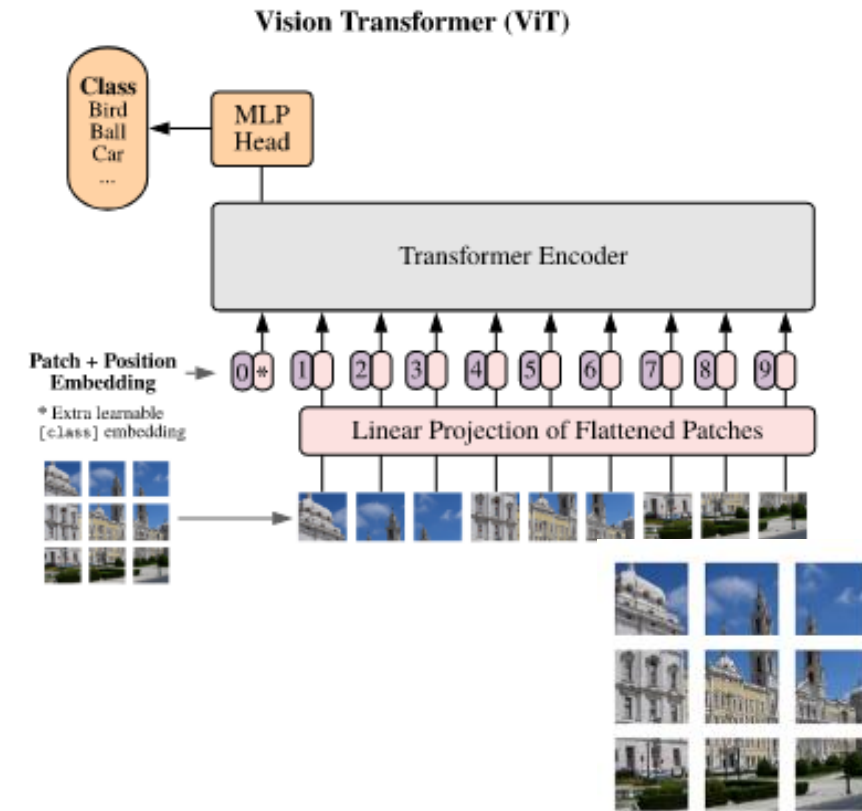 Vision Transformer (ViT)
Class
Bird
Ball
Car
...
MLP
Head
Transformer Encoder
Patch + Position
Embedding
0 * 1 2 3 4 5 6 7 8 9
* Extra learnable
[class] embedding
Linear Projection of Flattened Patches